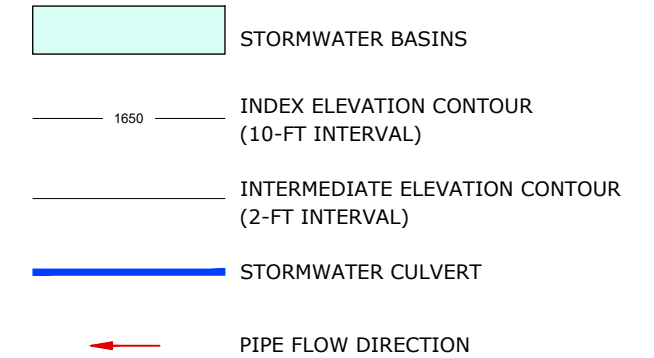 STORMWATER BASINS
1650
INDEX ELEVATION CONTOUR
(10-FT INTERVAL)
INTERMEDIATE ELEVATION CONTOUR
(2-FT INTERVAL)
STORMWATER CULVERT
PIPE FLOW DIRECTION